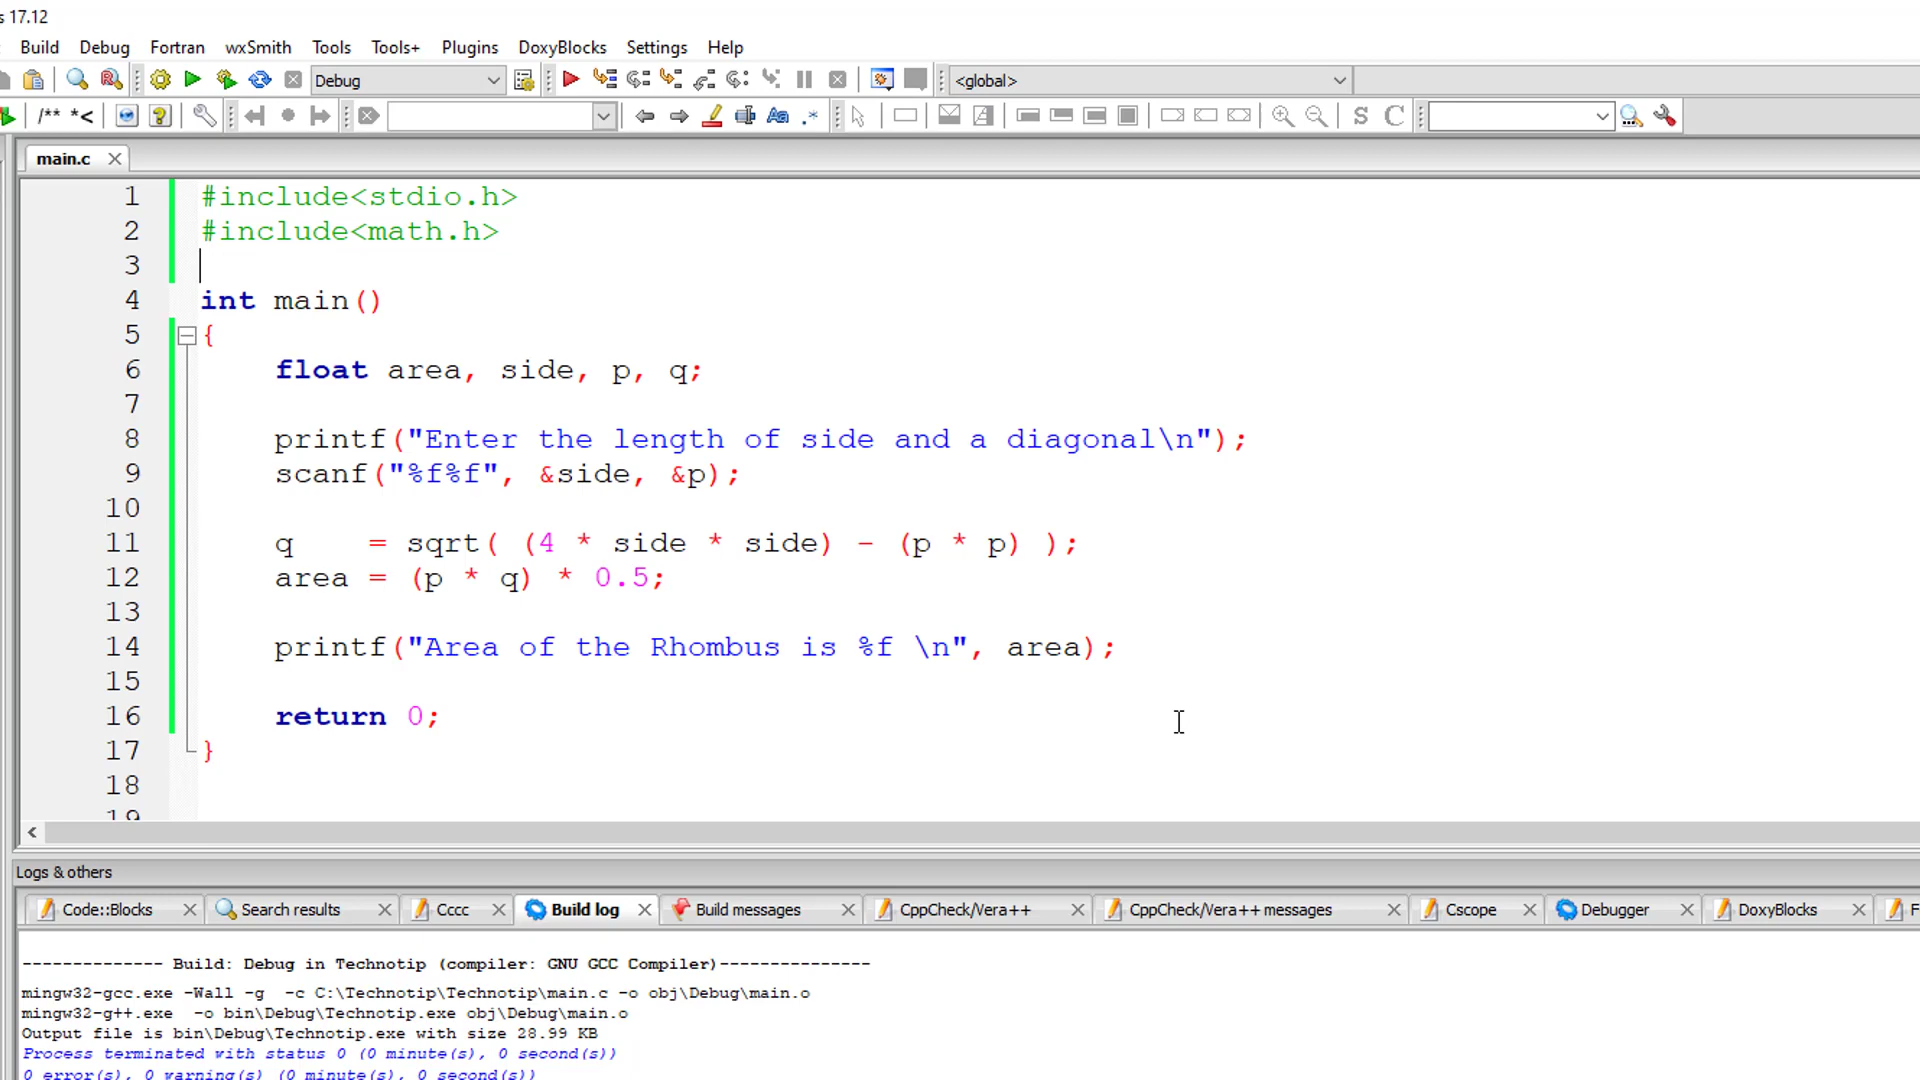 s 17.12
Build Debug Fortran wxSmith Tools Tools+ Plugins DoxyBlocks Settings Help
Debug <global>
/** *< Aa .* S C
main.c
1 #include<stdio.h>
2 #include<math.h>
3
4 int main()
5 {
6 float area, side, p, q;
7
8 printf("Enter the length of side and a diagonal\n");
9 scanf("%f%f", &side, &p);
10
11 q    = sqrt( (4 * side * side) - (p * p) );
12 area = (p * q) * 0.5;
13
14 printf("Area of the Rhombus is %f \n", area);
15
16 return 0;
17 }
18
19
Logs & others
Code::Blocks Search results Cccc Build log Build messages CppCheck/Vera++ CppCheck/Vera++ messages Cscope Debugger DoxyBlocks F
-------------- Build: Debug in Technotip (compiler: GNU GCC Compiler)---------------
mingw32-gcc.exe -Wall -g  -c C:\Technotip\Technotip\main.c -o obj\Debug\main.o
mingw32-g++.exe  -o bin\Debug\Technotip.exe obj\Debug\main.o
Output file is bin\Debug\Technotip.exe with size 28.99 KB
Process terminated with status 0 (0 minute(s), 0 second(s))
0 error(s), 0 warning(s) (0 minute(s), 0 second(s))